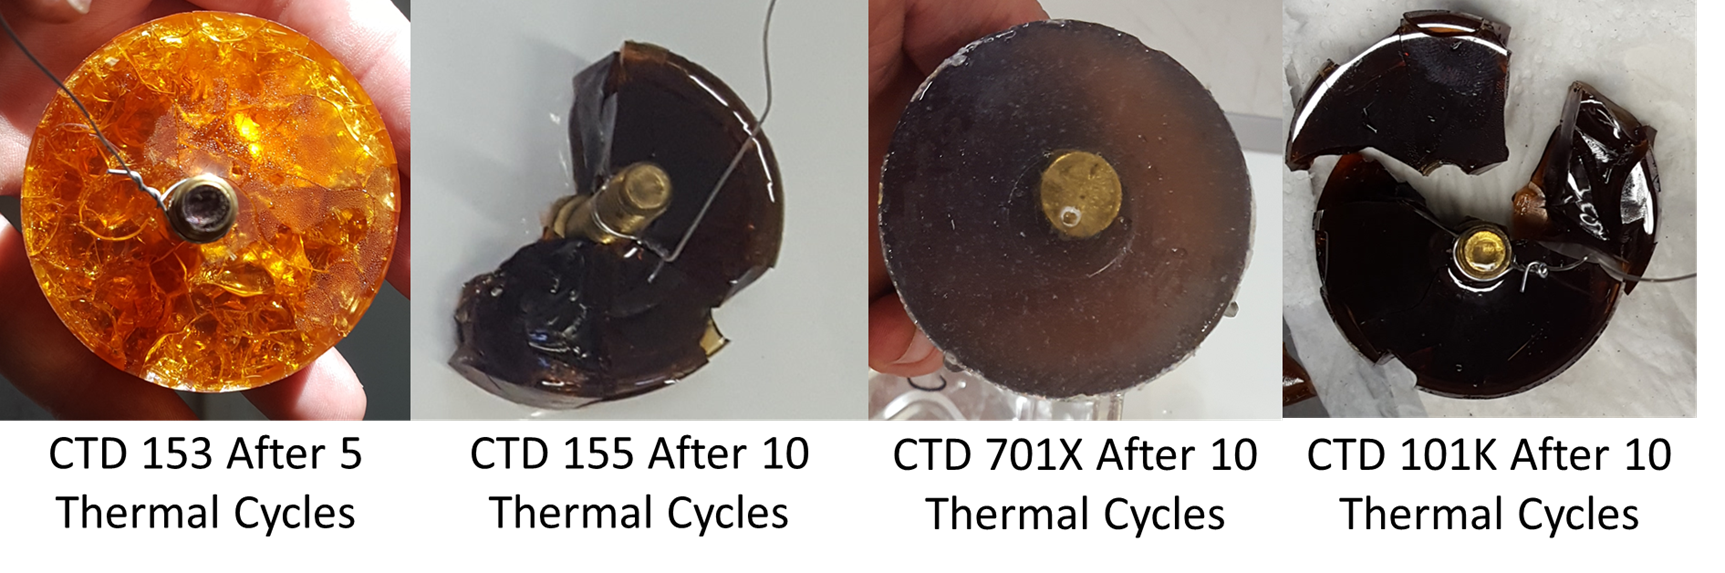 CTD 153 After 5
Thermal Cycles
CTD 155 After 10
Thermal Cycles
CTD 701X After 10
Thermal Cycles
CTD 101K After 10
Thermal Cycles